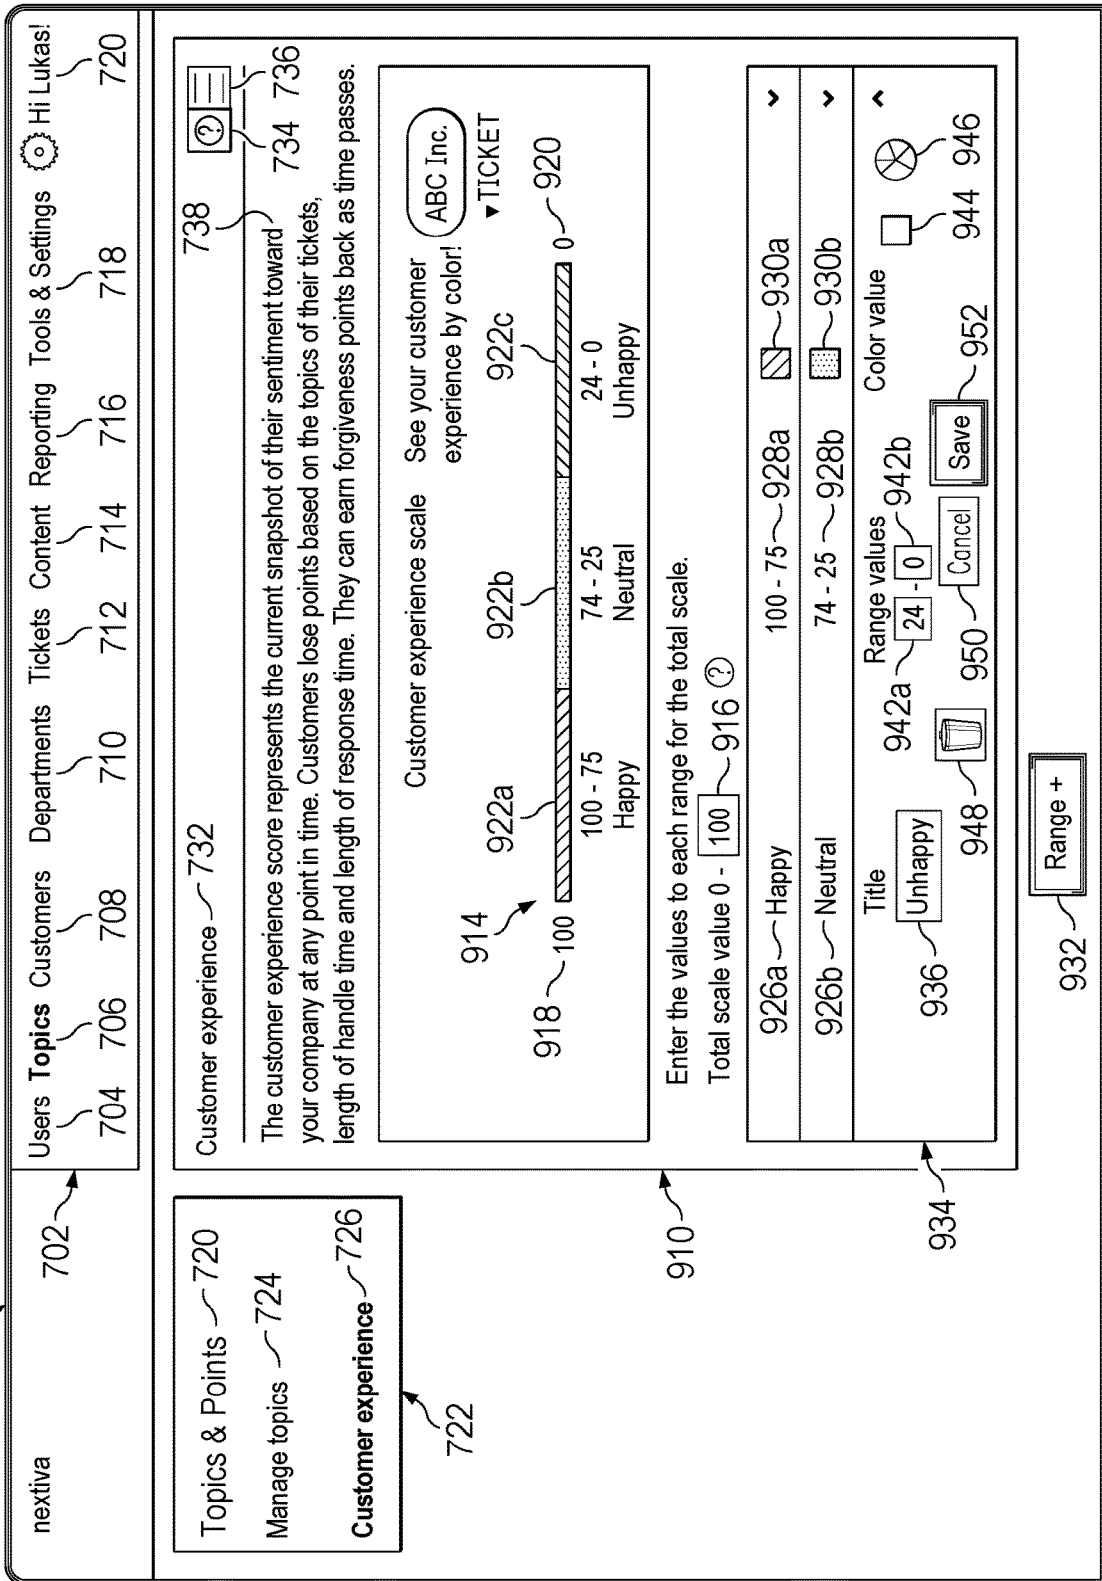 nextiva
702
Users Topics Customers Departments Tickets Content Reporting Tools & Settings Hi Lukas!
704 706 708 710 712 714 716 718 720
Topics & Points 720
Manage topics 724
Customer experience 726
722
Customer experience 732
738
?
734 736
The customer experience score represents the current snapshot of their sentiment toward
your company at any point in time. Customers lose points based on the topics of their tickets,
length of handle time and length of response time. They can earn forgiveness points back as time passes.
Customer experience scale
See your customer
experience by color!
ABC Inc.
▾TICKET
914 922a 922b 922c
918 100 0 920
100 - 75 74 - 25 24 - 0
Happy Neutral Unhappy
910
Enter the values to each range for the total scale.
Total scale value 0 - 100 916 ?
926a Happy 100 - 75 928a 930a
926b Neutral 74 - 25 928b 930b
Title Range values Color value
936 Unhappy 942a 24 - 0 942b 944 946
948 950 Cancel Save 952
934
932 Range +